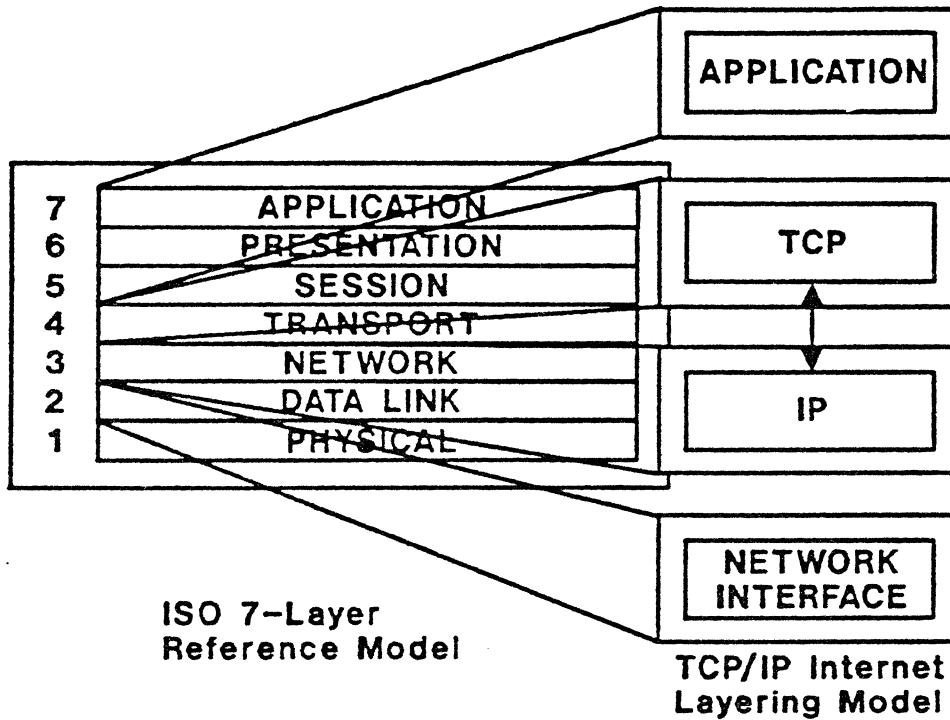 APPLICATION
7 APPLICATION
6 PRESENTATION
5 SESSION
4 TRANSPORT
3 NETWORK
2 DATA LINK
1 PHYSICAL
TCP
IP
NETWORK
INTERFACE
ISO 7-Layer
Reference Model
TCP/IP Internet
Layering Model